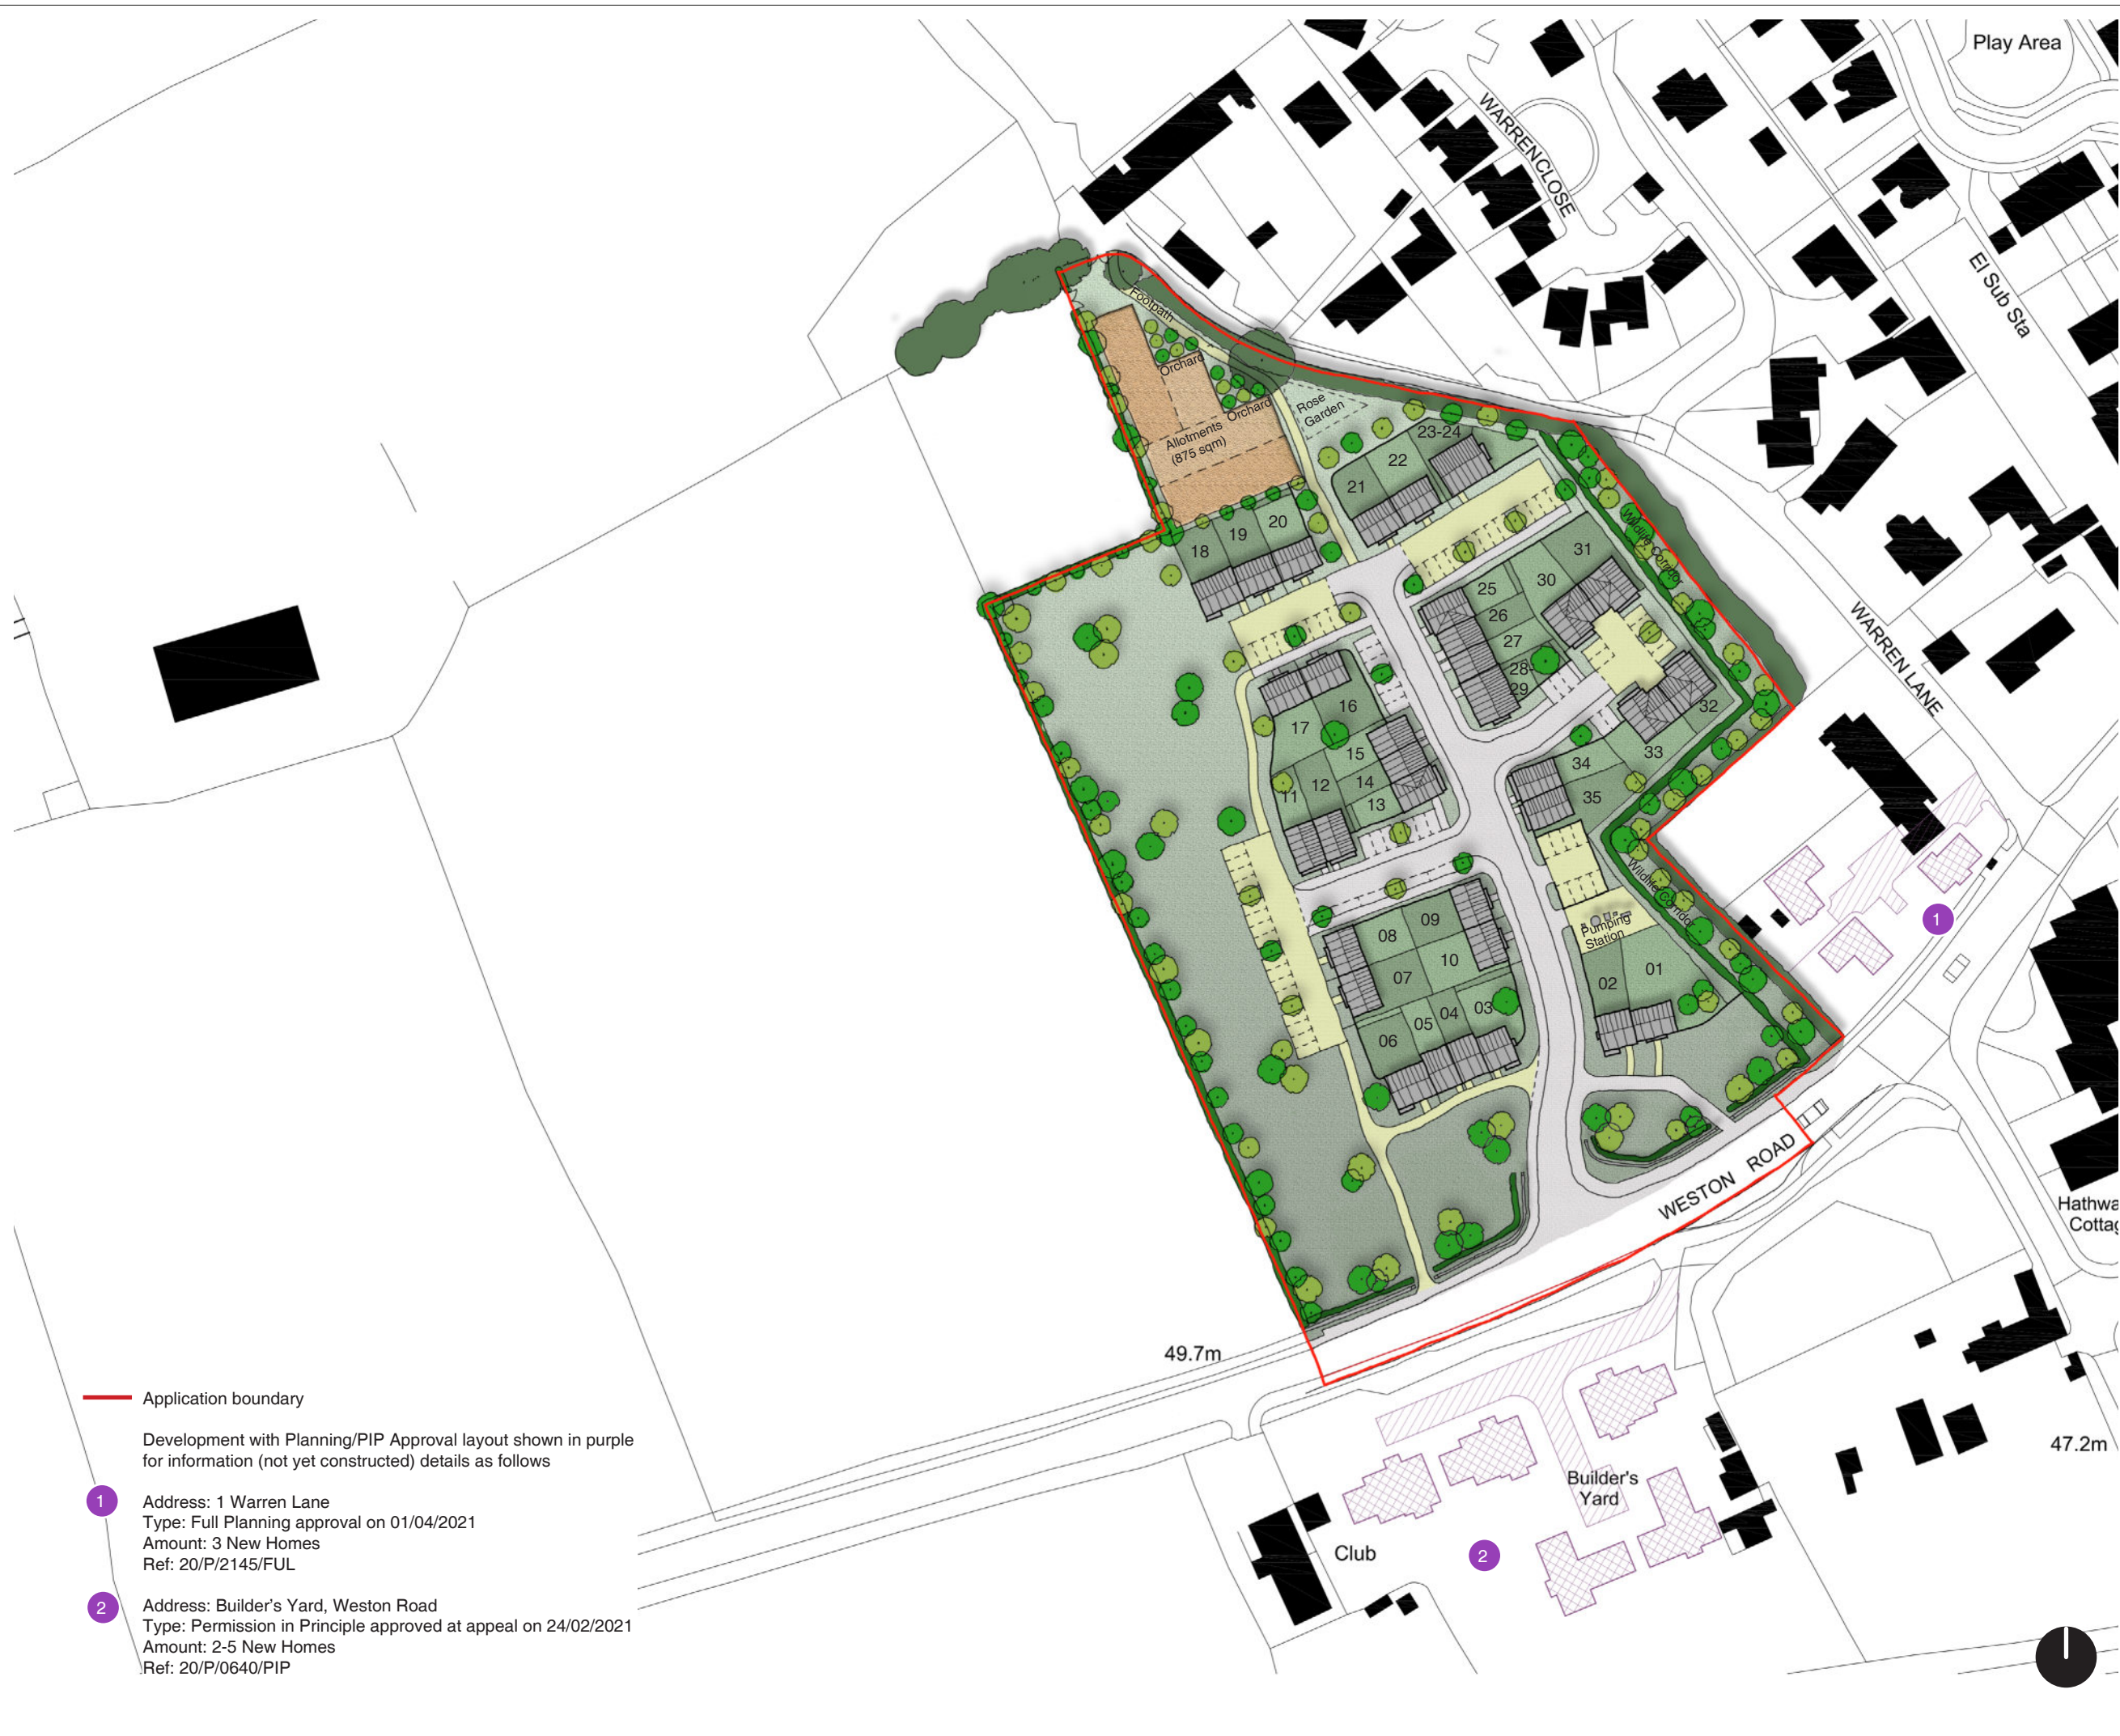 Play Area
WARRENCLOSE
El Sub Sta
Footpath
Orchard
Orchard
Rose
Garden
Allotments
(875 sqm)
23-24
22
21
20
19
18
Wildlife Corridor
31
30
25
26
27
28-
29
WARREN LANE
16
17
15
14
13
12
11
32
33
34
35
Wildlife Corridor
1
Pumping
Station
09
08
10
07
01
02
03
04
05
06
WESTON ROAD
Hathwa
Cottag
49.7m
47.2m
Builder's
Yard
Club
2
Application boundary
Development with Planning/PIP Approval layout shown in purple
for information (not yet constructed) details as follows
1
Address: 1 Warren Lane
Type: Full Planning approval on 01/04/2021
Amount: 3 New Homes
Ref: 20/P/2145/FUL
2
Address: Builder’s Yard, Weston Road
Type: Permission in Principle approved at appeal on 24/02/2021
Amount: 2-5 New Homes
Ref: 20/P/0640/PIP